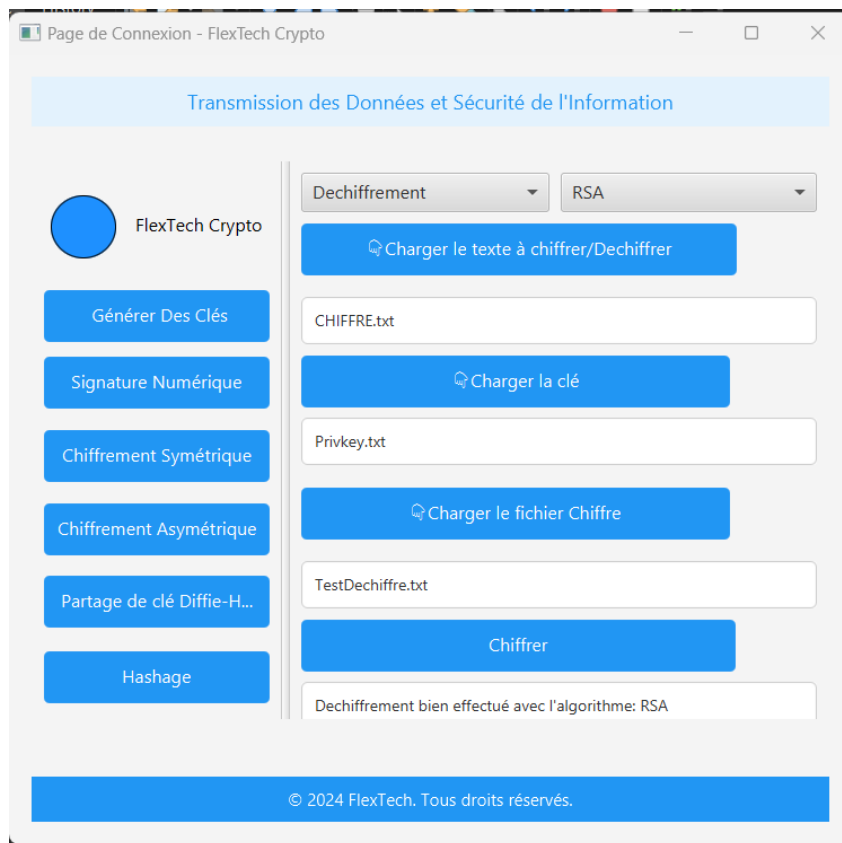 Page de Connexion - FlexTech Crypto
Transmission des Données et Sécurité de l'Information
FlexTech Crypto
Générer Des Clés
Signature Numérique
Chiffrement Symétrique
Chiffrement Asymétrique
Partage de clé Diffie-H...
Hashage
Dechiffrement
RSA
Charger le texte à chiffrer/Dechiffrer
CHIFFRE.txt
Charger la clé
Privkey.txt
Charger le fichier Chiffre
TestDechiffre.txt
Chiffrer
Dechiffrement bien effectué avec l'algorithme: RSA
© 2024 FlexTech. Tous droits réservés.